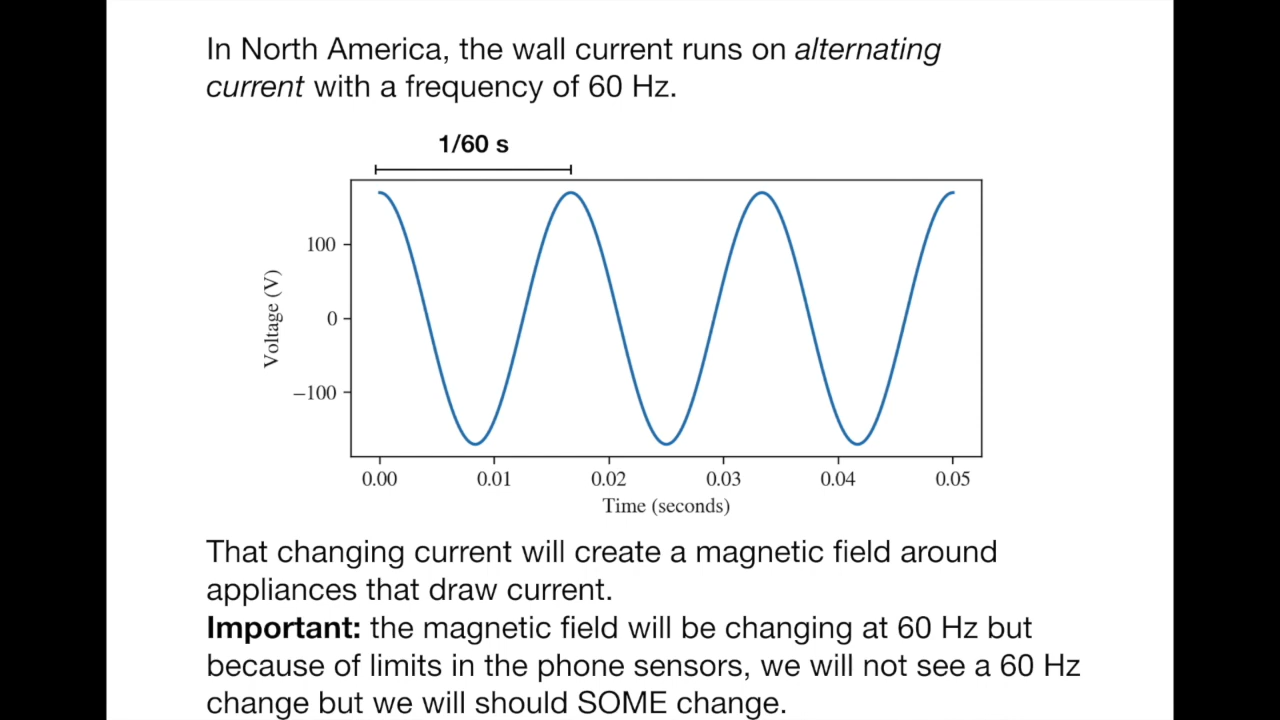 In North America, the wall current runs on alternating
current with a frequency of 60 Hz.
1/60 s
100
0
−100
Voltage (V)
0.00 0.01 0.02 0.03 0.04 0.05
Time (seconds)
That changing current will create a magnetic field around
appliances that draw current.
Important: the magnetic field will be changing at 60 Hz but
because of limits in the phone sensors, we will not see a 60 Hz
change but we will should SOME change.